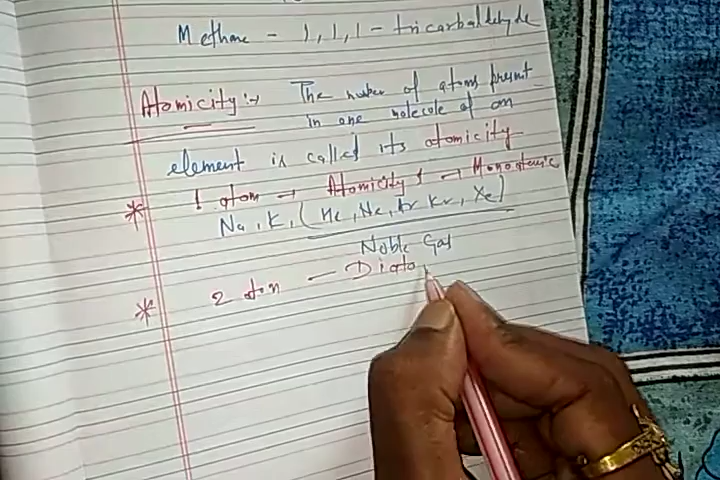 Methane - 1,1,1 - tricarbaldehyde
Atomicity :→ The number of atoms present
in one molecule of an
element is called its atomicity
* 1 atom → Atomicity 1 → Monoatomic
Na, K, (He, Ne, Ar, Kr, Xe)
Noble Gas
* 2 atom - Diato